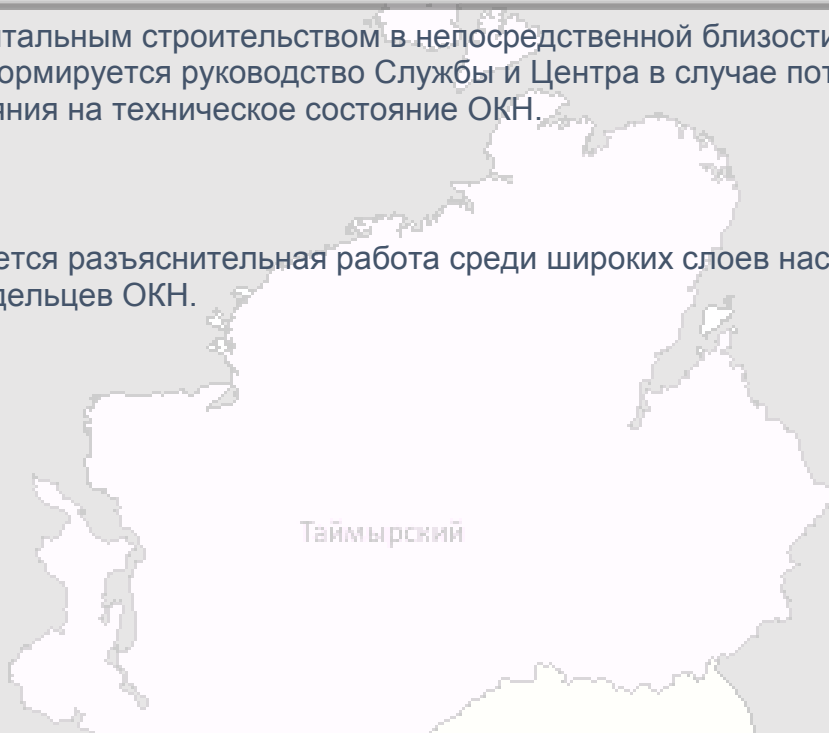 тальным строительством в непосредственной близости
ормируется руководство Службы и Центра в случае пот
яния на техническое состояние ОКН.
ется разъяснительная работа среди широких слоев нас
дельцев ОКН.
Таймырский